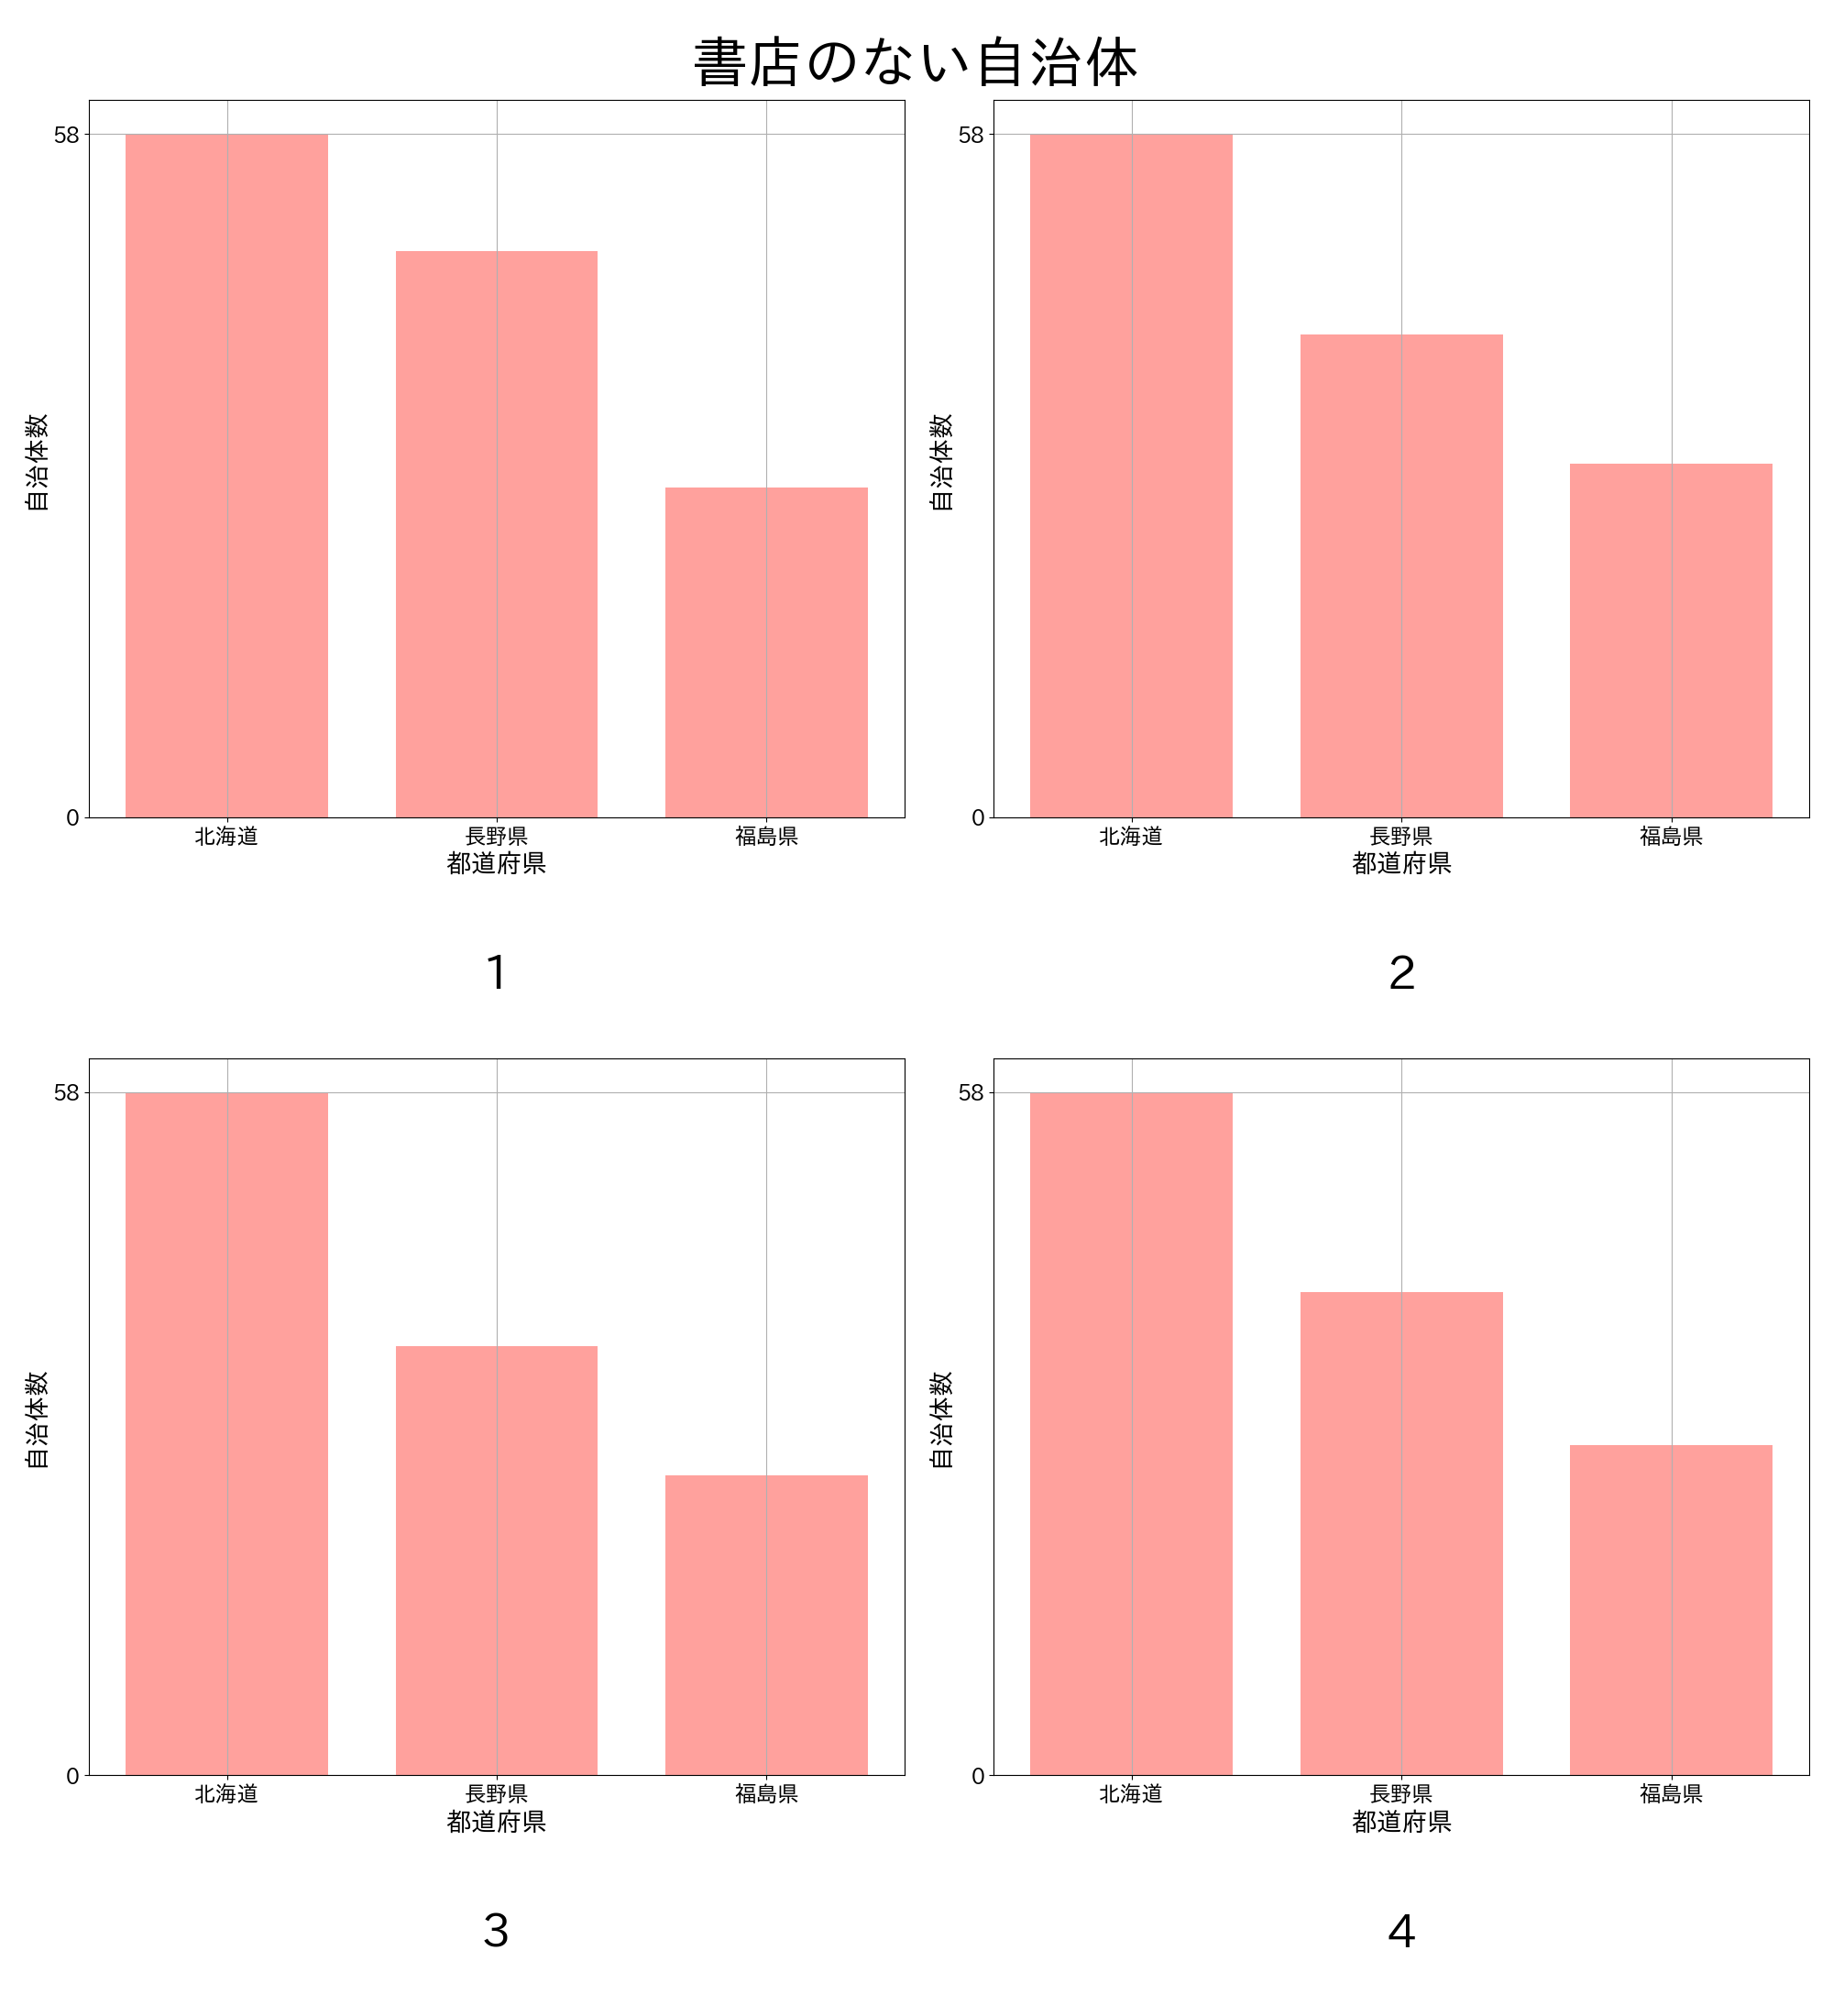 書店のない自治体
58
0
自治体数
北海道 長野県 福島県
都道府県
1
58
0
自治体数
北海道 長野県 福島県
都道府県
2
58
0
自治体数
北海道 長野県 福島県
都道府県
3
58
0
自治体数
北海道 長野県 福島県
都道府県
4